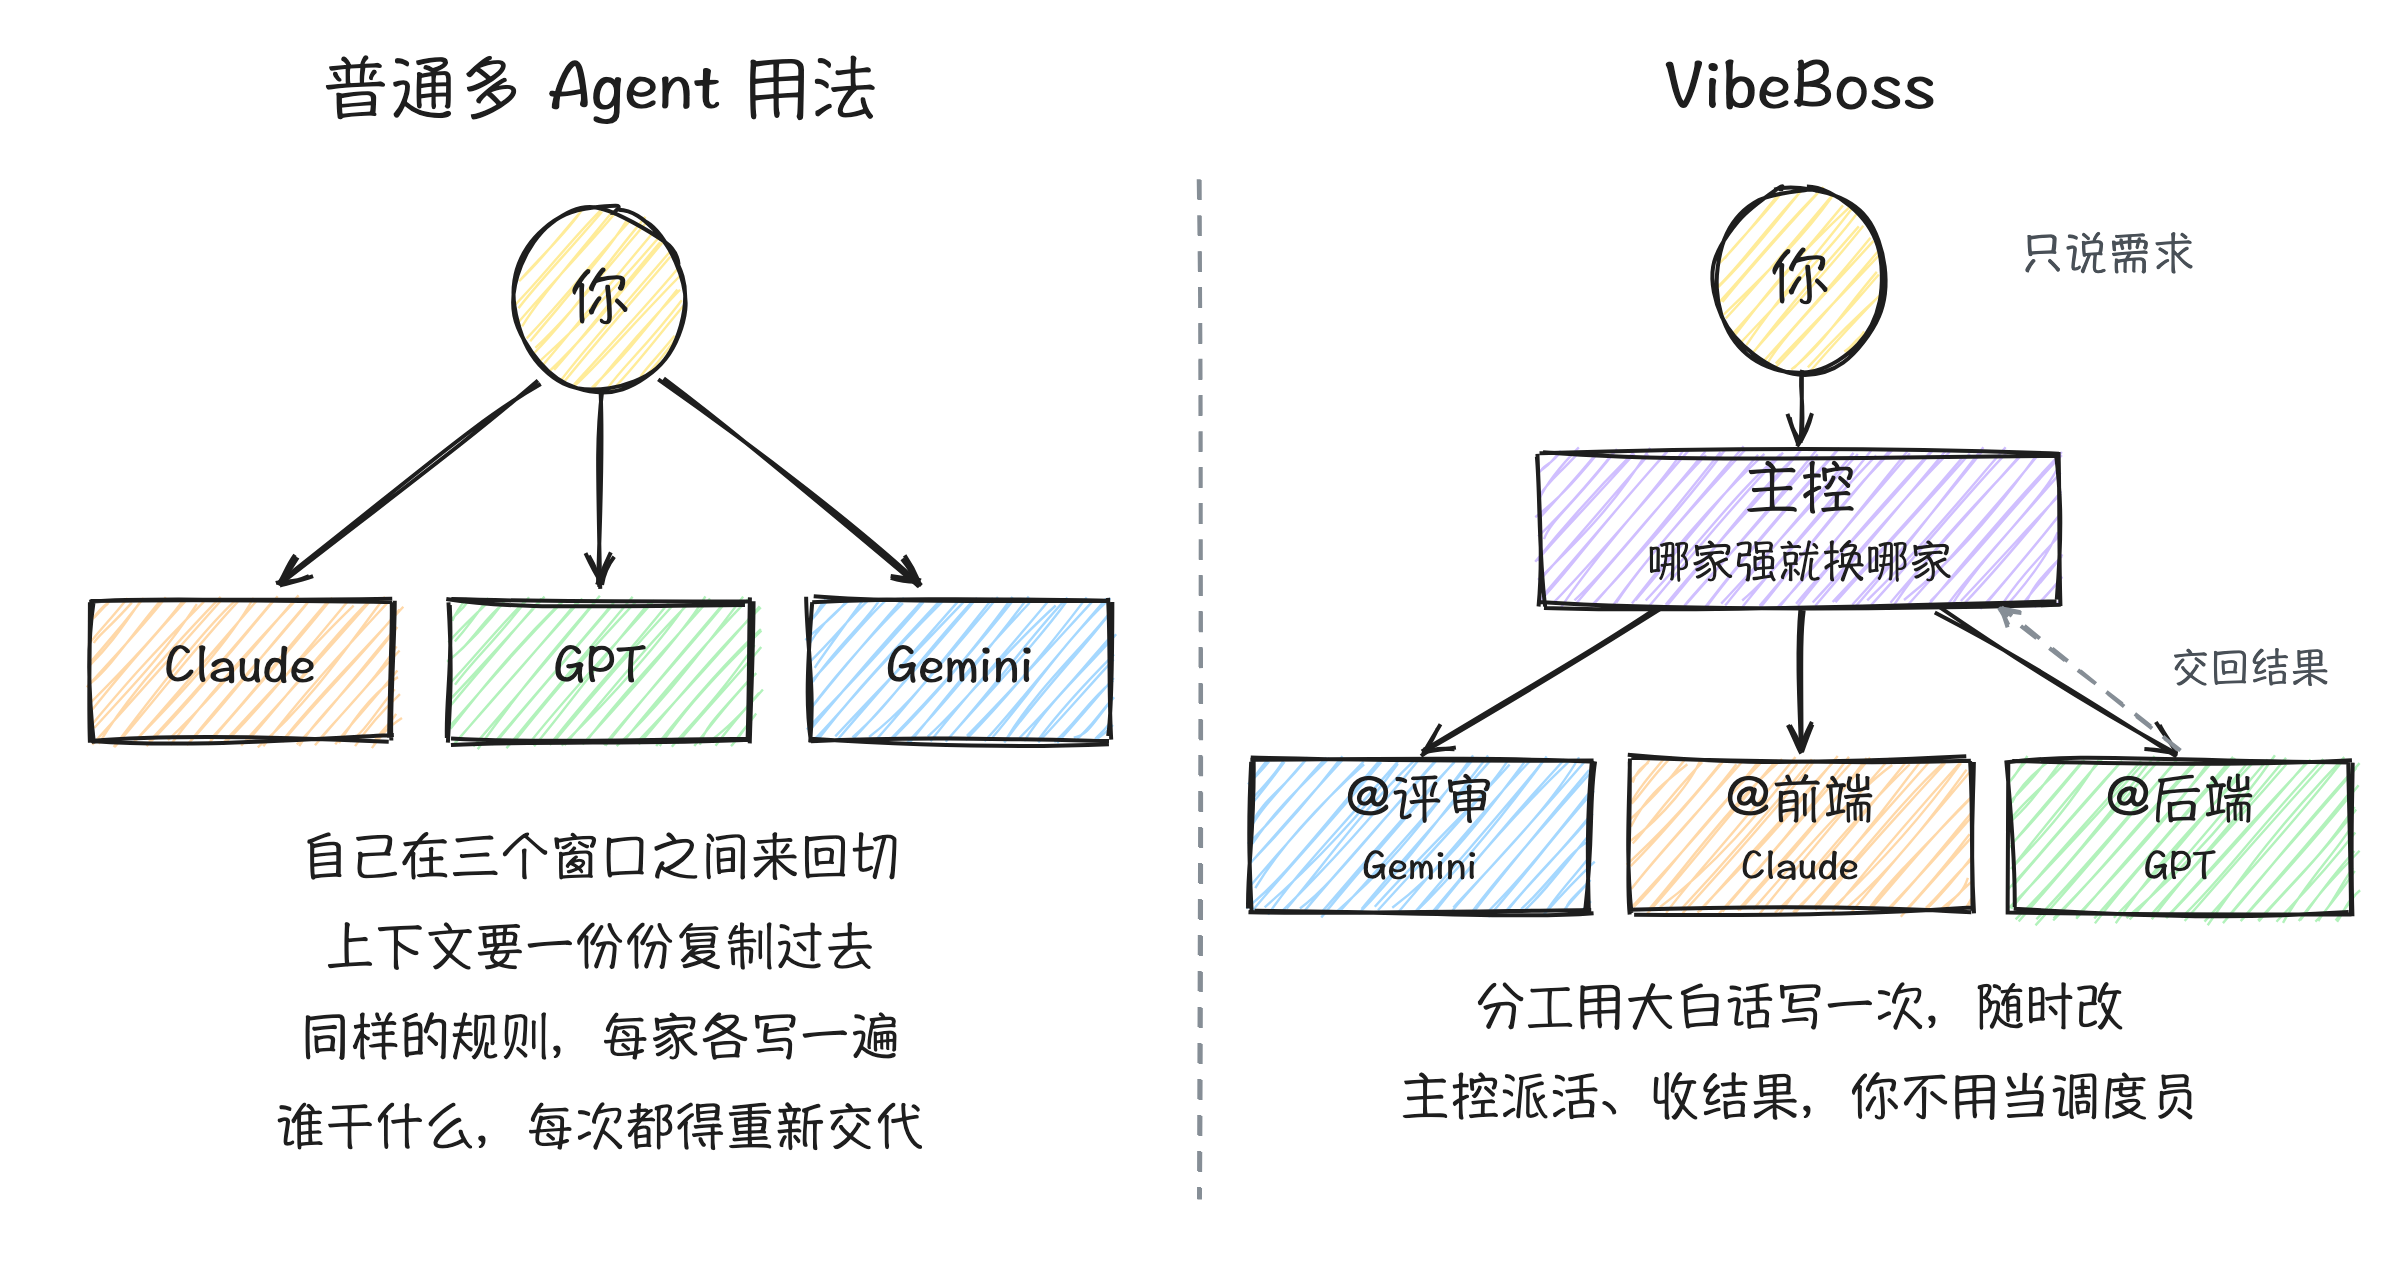 普通多 Agent 用法
你
Claude
GPT
Gemini
自己在三个窗口之间来回切
上下文要一份份复制过去
同样的规则，每家各写一遍
谁干什么，每次都得重新交代
VibeBoss
你
只说需求
主控
哪家强就换哪家
交回结果
@评审
Gemini
@前端
Claude
@后端
GPT
分工用大白话写一次，随时改
主控派活、收结果，你不用当调度员